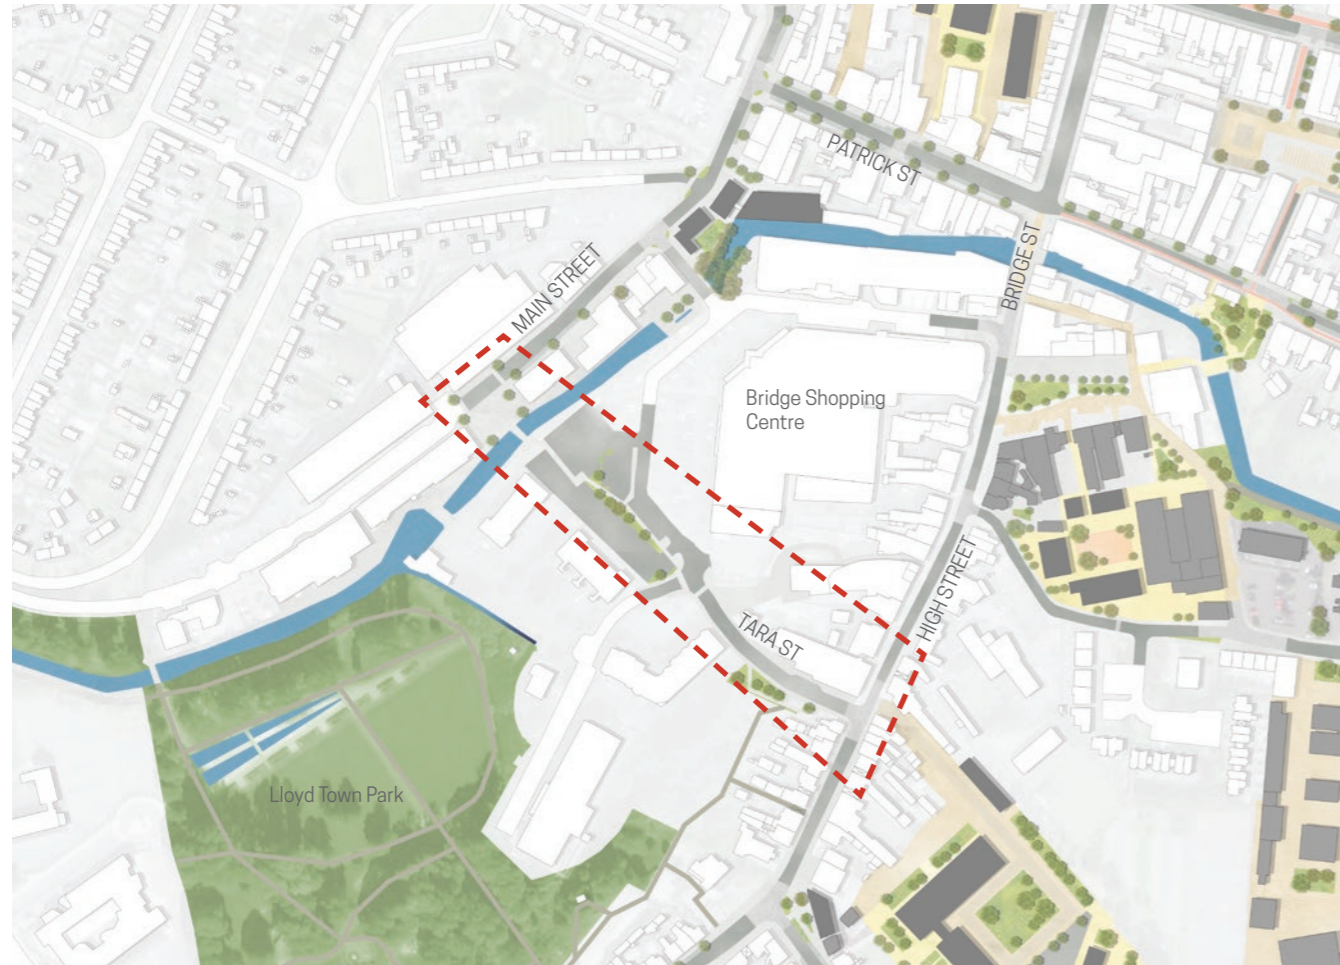 PATRICK ST
BRIDGE ST
MAIN STREET
Bridge Shopping
Centre
HIGH STREET
TARA ST
Lloyd Town Park